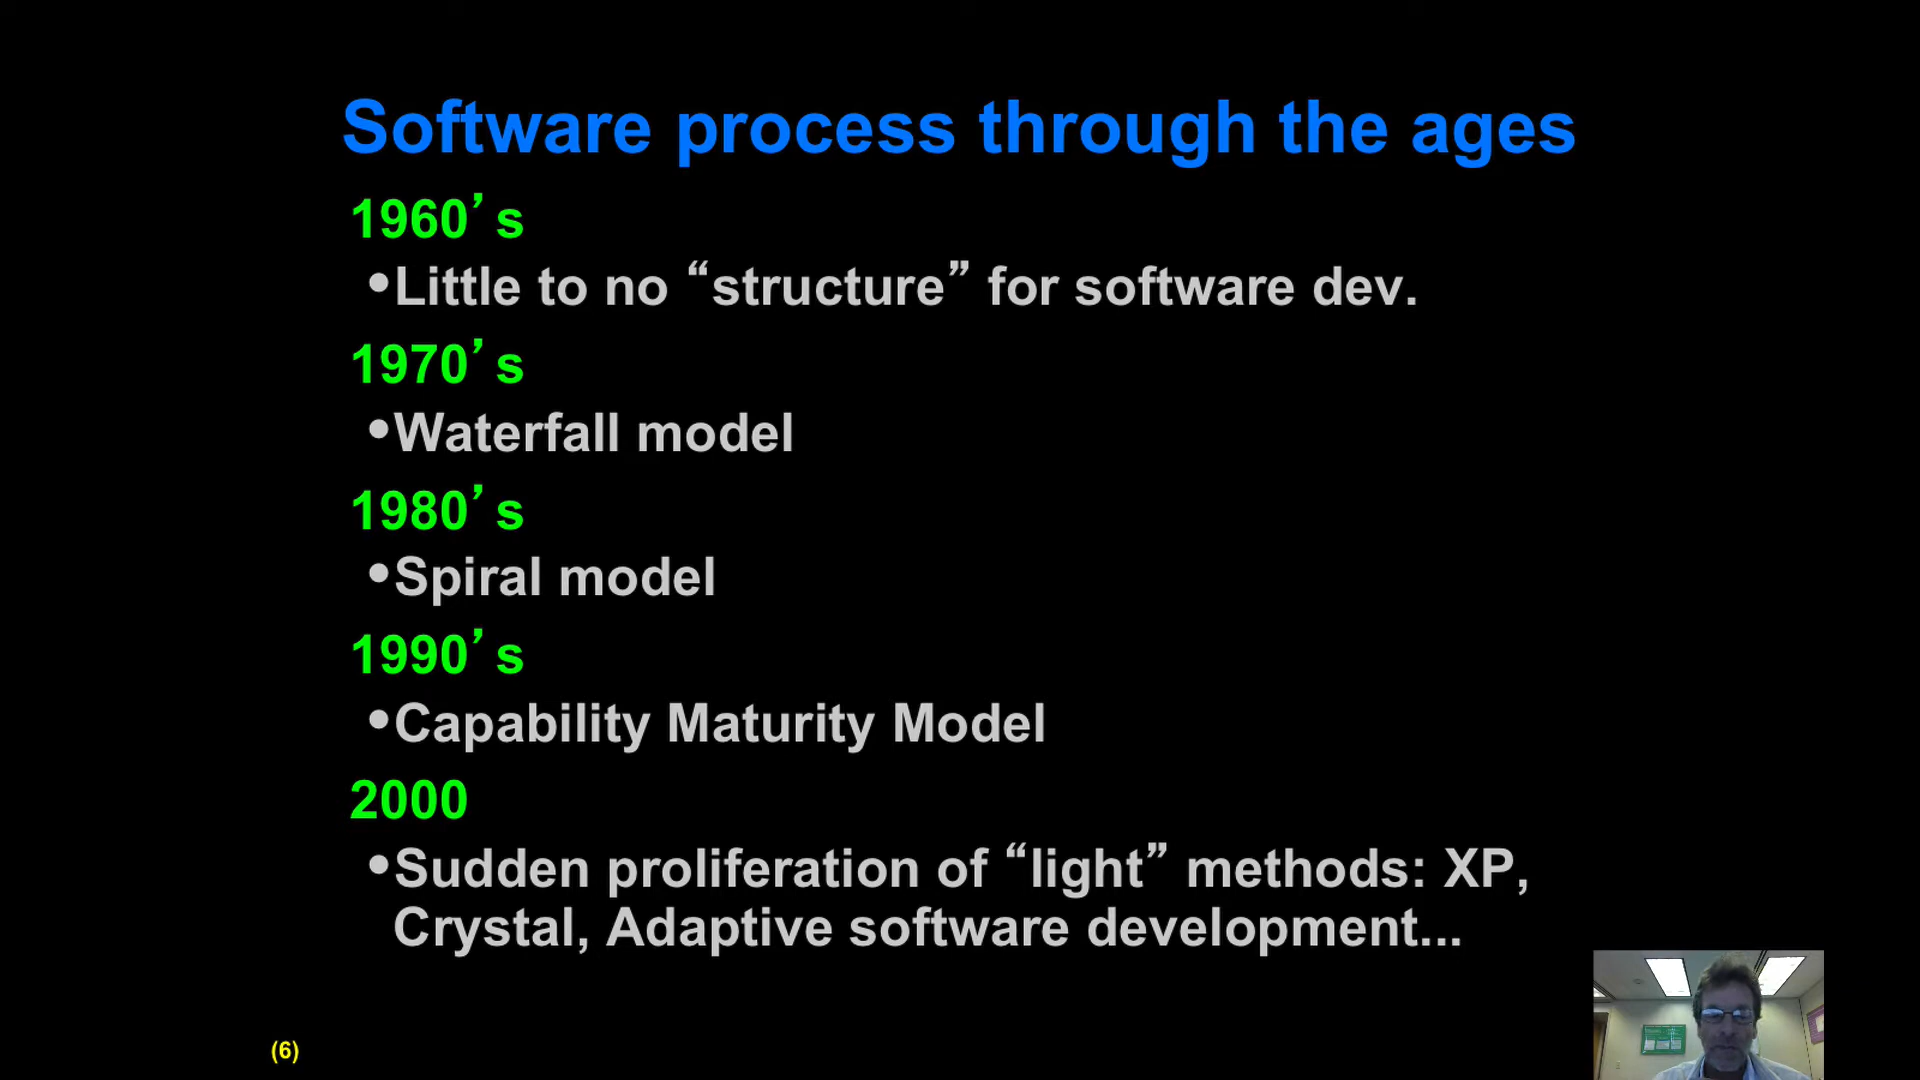 Software process through the ages
1960’s
•Little to no “structure” for software dev.
1970’s
•Waterfall model
1980’s
•Spiral model
1990’s
•Capability Maturity Model
2000
•Sudden proliferation of “light” methods: XP,
Crystal, Adaptive software development...
(6)